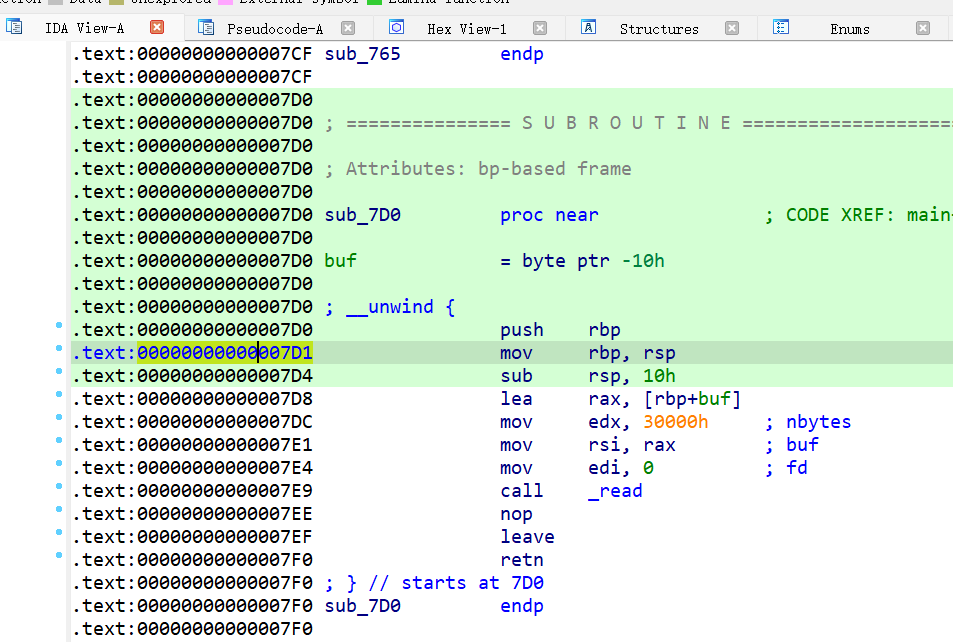 Data Unexplored External symbol Lumina function
IDA View-A Pseudocode-A Hex View-1 Structures Enums
.text:00000000000007CF sub_765 endp
.text:00000000000007CF
.text:00000000000007D0
.text:00000000000007D0 ; =============== S U B R O U T I N E ===================
.text:00000000000007D0
.text:00000000000007D0 ; Attributes: bp-based frame
.text:00000000000007D0
.text:00000000000007D0 sub_7D0 proc near ; CODE XREF: main
.text:00000000000007D0
.text:00000000000007D0 buf = byte ptr -10h
.text:00000000000007D0
.text:00000000000007D0 ; __unwind {
.text:00000000000007D0 push rbp
.text:00000000000007D1 mov rbp, rsp
.text:00000000000007D4 sub rsp, 10h
.text:00000000000007D8 lea rax, [rbp+buf]
.text:00000000000007DC mov edx, 30000h ; nbytes
.text:00000000000007E1 mov rsi, rax ; buf
.text:00000000000007E4 mov edi, 0 ; fd
.text:00000000000007E9 call _read
.text:00000000000007EE nop
.text:00000000000007EF leave
.text:00000000000007F0 retn
.text:00000000000007F0 ; } // starts at 7D0
.text:00000000000007F0 sub_7D0 endp
.text:00000000000007F0